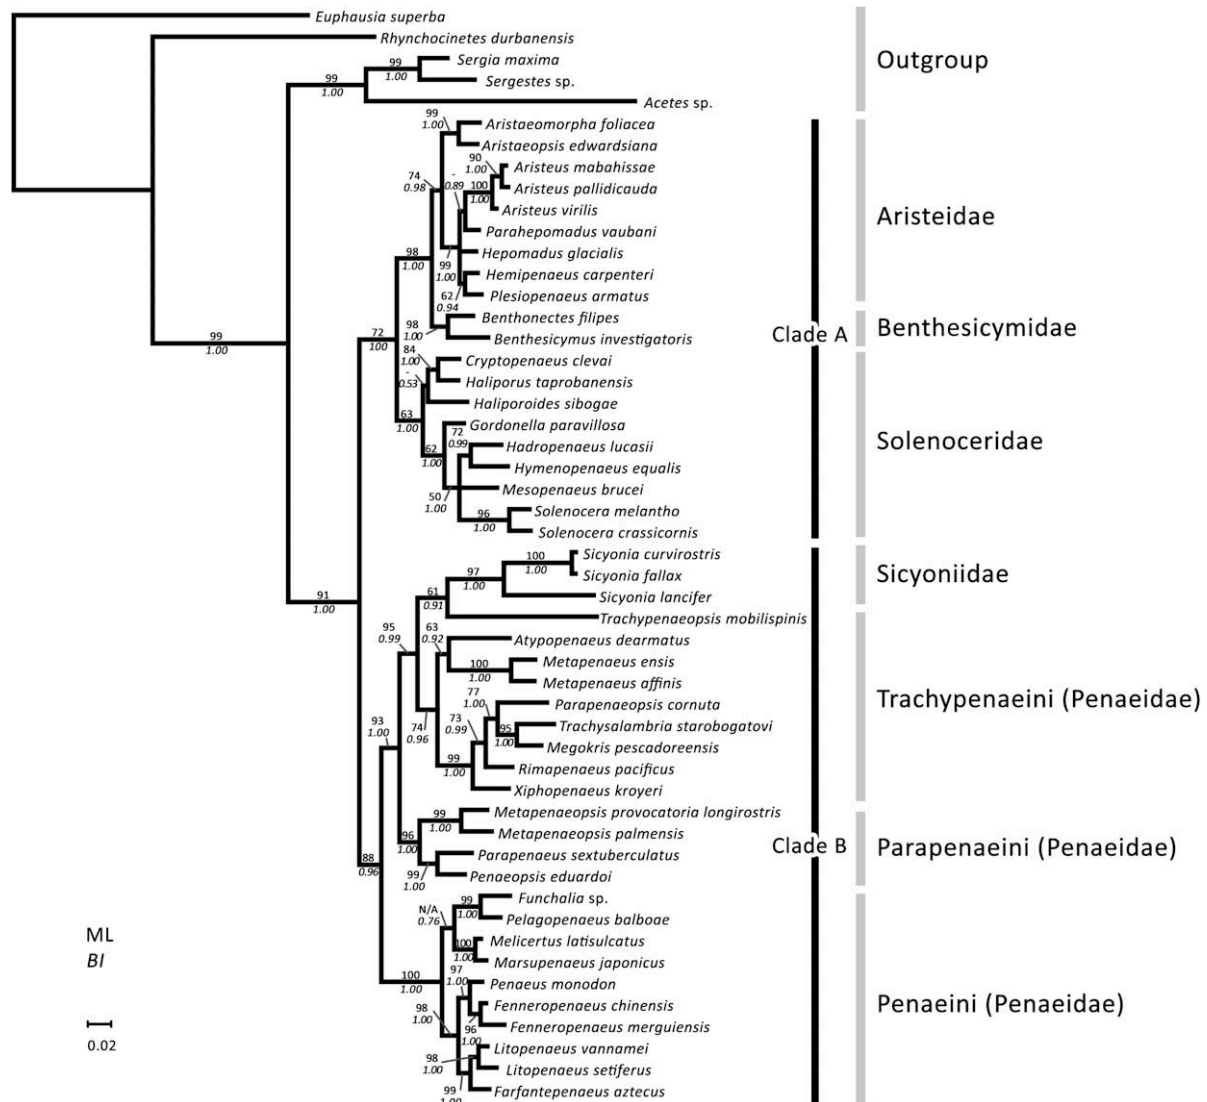 Euphausia superba
Rhynchocinetes durbanensis
Sergia maxima
99
1.00
Sergestes sp.
99
1.00
Acetes sp.
Outgroup
99
1.00
Aristaeomorpha foliacea
Aristaeopsis edwardsiana
90
1.00
Aristeus mabahissae
74
0.98
-
0.89
100
1.00
Aristeus pallidicauda
Aristeus virilis
Parahepomadus vaubani
Aristeidae
98
1.00
Hepomadus glacialis
99
1.00
Hemipenaeus carpenteri
62
0.94
Plesiopenaeus armatus
Benthonectes filipes
98
1.00
Benthesicymus investigatoris
Benthesicymidae
99
1.00
72
100
Clade A
84
1.00
Cryptopenaeus clevai
-
0.53
Haliporus taprobanensis
Haliporoides sibogae
63
1.00
Gordonella paravillosa
72
0.99
Hadropenaeus lucasii
62
1.00
Hymenopenaeus equalis
Solenoceridae
Mesopenaeus brucei
50
1.00
Solenocera melantho
96
1.00
Solenocera crassicornis
100
1.00
Sicyonia curvirostris
97
1.00
Sicyonia fallax
Sicyoniidae
91
1.00
61
0.91
Sicyonia lancifer
Trachypenaeopsis mobilispinis
95
0.99
63
0.92
Atypopenaeus dearmatus
100
1.00
Metapenaeus ensis
Metapenaeus affinis
77
1.00
Parapenaeopsis cornuta
Trachypenaeini (Penaeidae)
93
1.00
74
0.96
73
0.99
95
1.00
Trachysalambria starobogatovi
Megokris pescadoreensis
99
1.00
Rimapenaeus pacificus
Xiphopenaeus kroyeri
Metapenaeopsis provocatoria longirostris
99
1.00
Metapenaeopsis palmensis
96
1.00
Clade B
Parapenaeini (Penaeidae)
88
0.96
Parapenaeus sextuberculatus
99
1.00
Penaeopsis eduardoi
Funchalia sp.
N/A
0.76
99
1.00
Pelagopenaeus balboae
ML
BI
100
1.00
Melicertus latisulcatus
Marsupenaeus japonicus
100
1.00
97
1.00
Penaeus monodon
Fenneropenaeus chinensis
Penaeini (Penaeidae)
98
1.00
96
1.00
Fenneropenaeus merguiensis
0.02
Litopenaeus vannamei
98
1.00
Litopenaeus setiferus
99
1.00
Farfantepenaeus aztecus